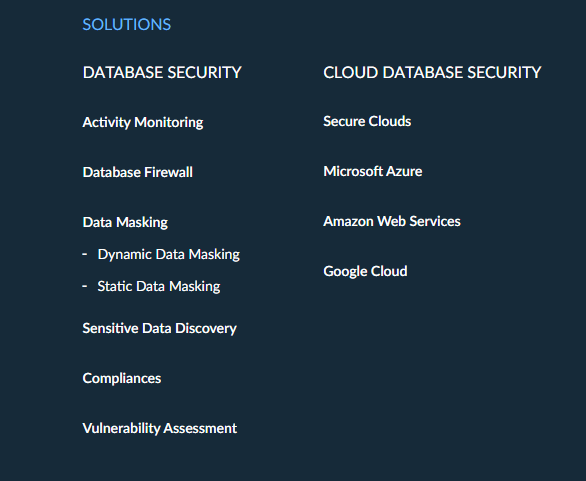 SOLUTIONS
DATABASE SECURITY
Activity Monitoring
Database Firewall
Data Masking
- Dynamic Data Masking
- Static Data Masking
Sensitive Data Discovery
Compliances
Vulnerability Assessment
CLOUD DATABASE SECURITY
Secure Clouds
Microsoft Azure
Amazon Web Services
Google Cloud